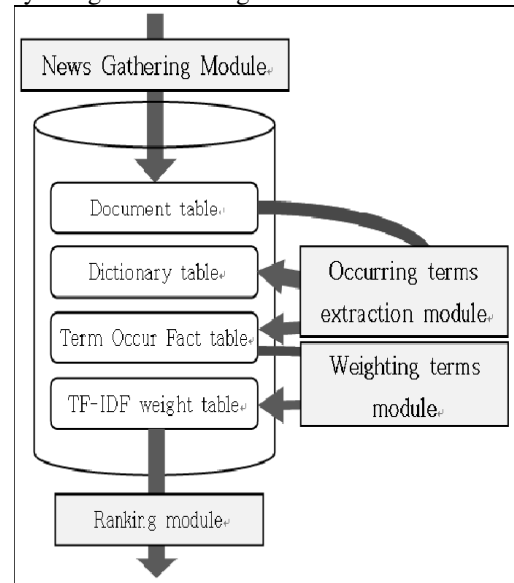 News Gathering Module
Document table
Dictionary table
Occurring terms
extraction module
Term Occur Fact table
Weighting terms
module
TF-IDF weight table
Ranking module